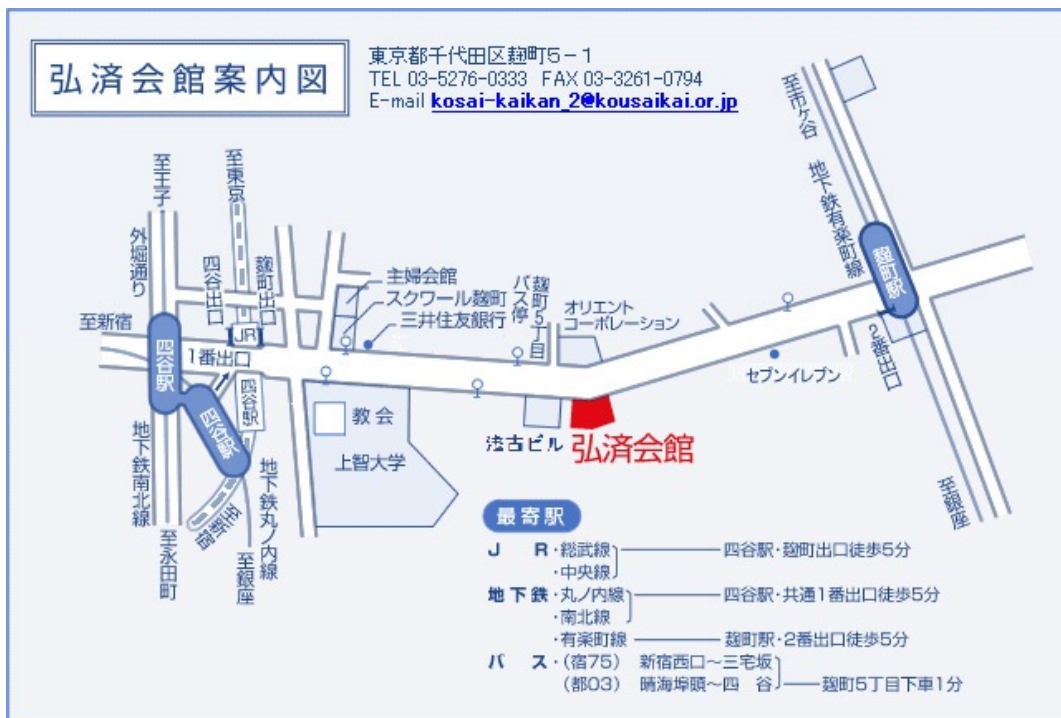 弘済会館案内図
東京都千代田区麹町5－1
TEL 03-5276-0333 FAX 03-3261-0794
E-mail kosai-kaikan_2@kousaikai.or.jp
至王子
至東京
至市ヶ谷
外堀通り
四谷出口
麹町出口
主婦会館
スクワール麹町
三井住友銀行
バス停
麹町5丁目
オリエント
コーポレーション
地下鉄有楽町線
麹町駅
至新宿
JR
1番出口
四谷駅
四谷駅
四谷駅
2番出口
セブンイレブン
教会
上智大学
浩古ビル
弘済会館
地下鉄南北線
至永田町
至新宿
至銀座
地下鉄丸ノ内線
至銀座
最寄駅
J R・総武線 四谷駅・麹町出口徒歩5分
・中央線
地下鉄・丸ノ内線 四谷駅・共通1番出口徒歩5分
・南北線
・有楽町線 麹町駅・2番出口徒歩5分
バス・(宿75) 新宿西口～三宅坂
(都03) 晴海埠頭～四 谷 麹町5丁目下車1分